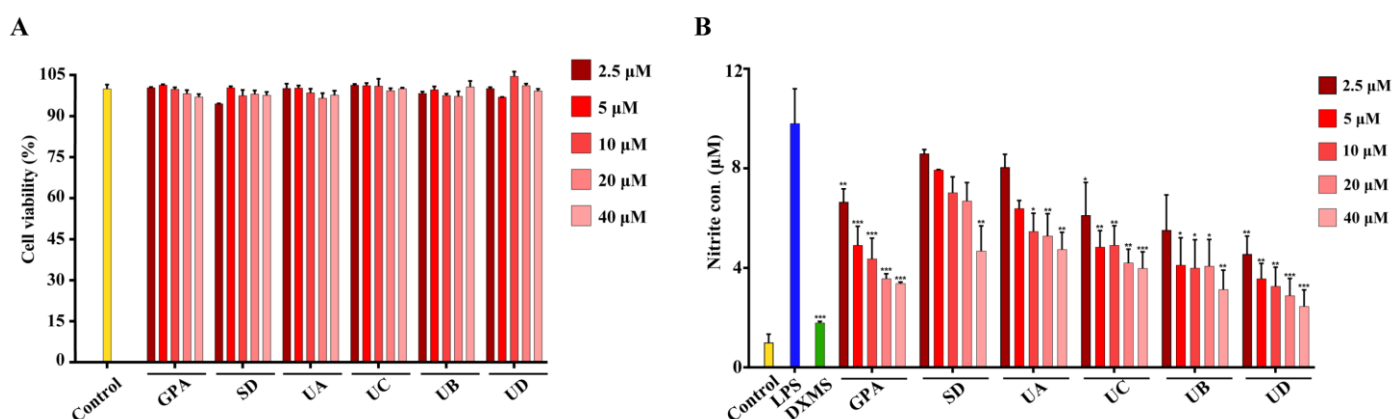 A
Cell viability (%)
105
90
75
60
45
30
15
0
Control
GPA
SD
UA
UC
UB
UD
2.5 μM
5 μM
10 μM
20 μM
40 μM
B
Nitrite con. (μM)
12
8
4
0
***
**
***
***
***
***
**
*
**
**
*
**
**
**
***
*
*
*
**
**
**
**
***
***
Control
LPS
DXMS
GPA
SD
UA
UC
UB
UD
2.5 μM
5 μM
10 μM
20 μM
40 μM